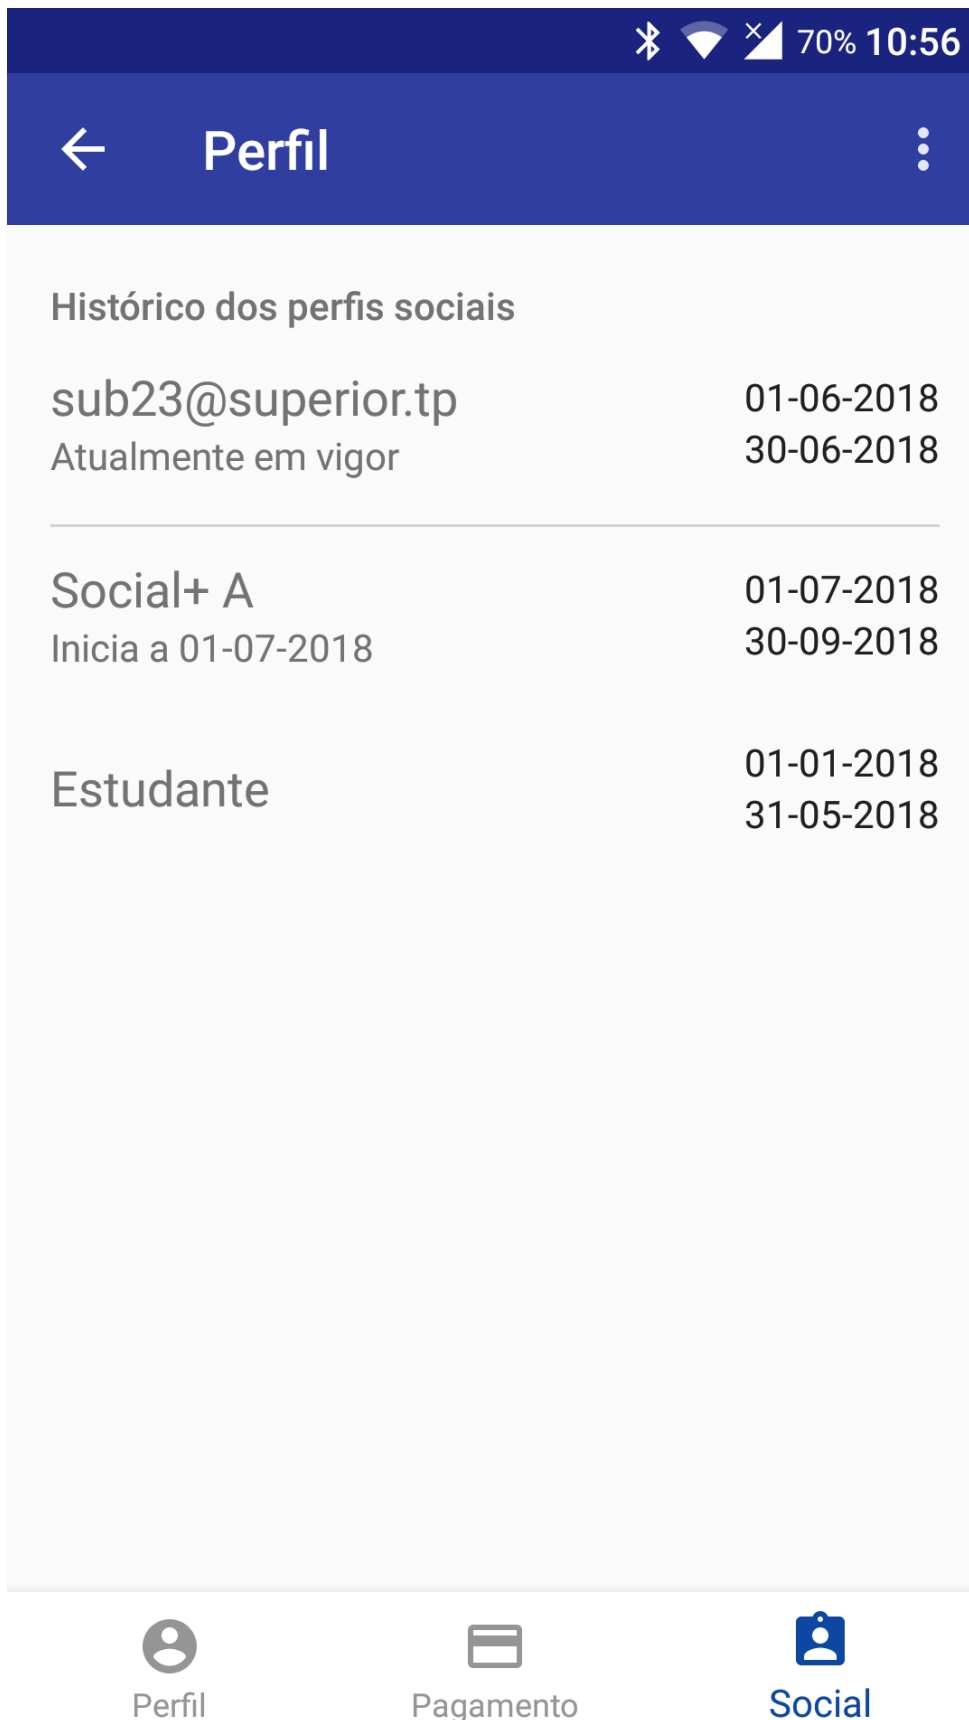 70% 10:56
Perfil
Histórico dos perfis sociais
sub23@superior.tp
01-06-2018
Atualmente em vigor
30-06-2018
Social+ A
01-07-2018
Inicia a 01-07-2018
30-09-2018
Estudante
01-01-2018
31-05-2018
Perfil
Pagamento
Social